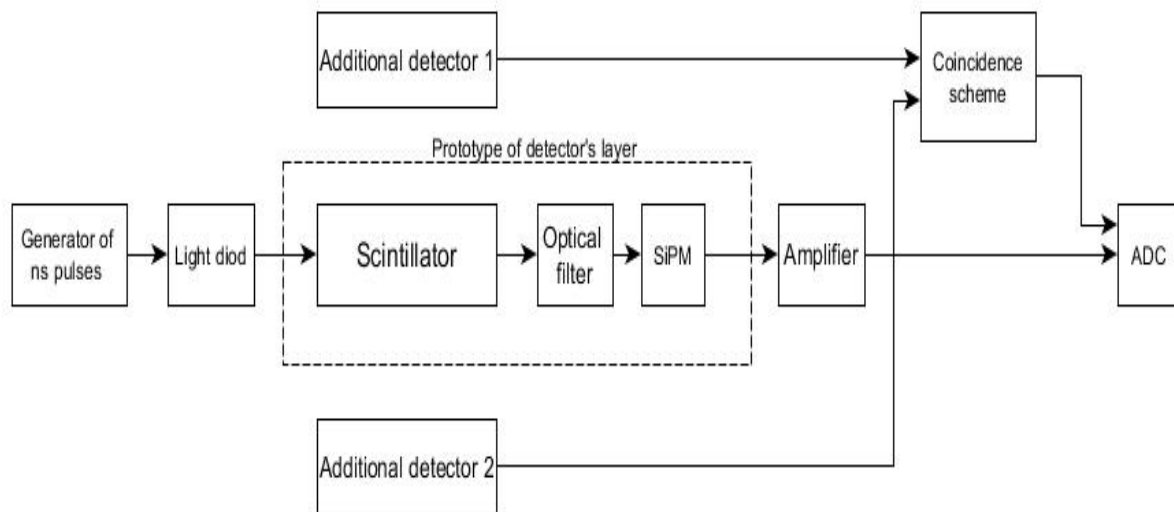 Additional detector 1
Coincidence
scheme
Prototype of detector's layer
Generator of
ns pulses
Light diod
Scintillator
Optical
filter
SiPM
Amplifier
ADC
Additional detector 2